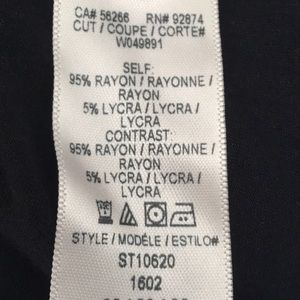 CA# 56266 RN# 92874
CUT / COUPE / CORTE#
W049891
SELF:
95% RAYON / RAYONNE /
RAYON
5% LYCRA / LYCRA /
LYCRA
CONTRAST:
95% RAYON / RAYONNE /
RAYON
5% LYCRA / LYCRA /
LYCRA
STYLE / MODÈLE / ESTILO#
ST10620
1602